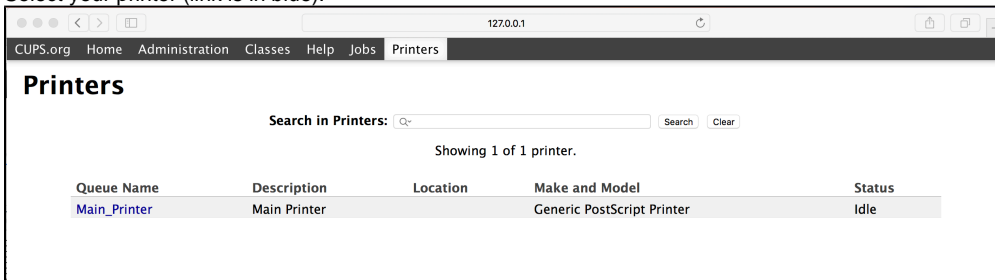 Select your printer (link is in blue).
127.0.0.1
CUPS.org Home Administration Classes Help Jobs Printers
Printers
Search in Printers: Search Clear
Showing 1 of 1 printer.
Queue Name Description Location Make and Model Status
Main_Printer Main Printer Generic PostScript Printer Idle